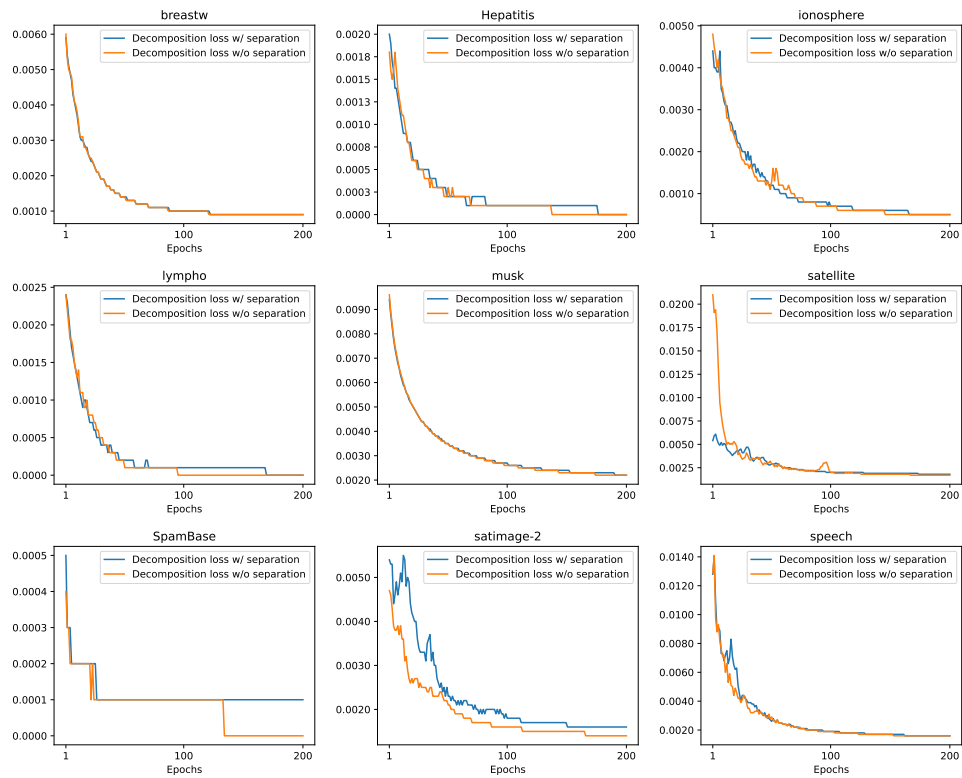 breastw
0.0060
0.0050
0.0040
0.0030
0.0020
0.0010
Decomposition loss w/ separation
Decomposition loss w/o separation
1
100
200
Epochs
Hepatitis
0.0020
0.0018
0.0015
0.0013
0.0010
0.0008
0.0005
0.0003
0.0000
Decomposition loss w/ separation
Decomposition loss w/o separation
1
100
200
Epochs
ionosphere
0.0050
0.0040
0.0030
0.0020
0.0010
Decomposition loss w/ separation
Decomposition loss w/o separation
1
100
200
Epochs
lympho
0.0025
0.0020
0.0015
0.0010
0.0005
0.0000
Decomposition loss w/ separation
Decomposition loss w/o separation
1
100
200
Epochs
musk
0.0090
0.0080
0.0070
0.0060
0.0050
0.0040
0.0030
0.0020
Decomposition loss w/ separation
Decomposition loss w/o separation
1
100
200
Epochs
satellite
0.0200
0.0175
0.0150
0.0125
0.0100
0.0075
0.0050
0.0025
Decomposition loss w/ separation
Decomposition loss w/o separation
1
100
200
Epochs
SpamBase
0.0005
0.0004
0.0003
0.0002
0.0001
0.0000
Decomposition loss w/ separation
Decomposition loss w/o separation
1
100
200
Epochs
satimage-2
0.0050
0.0040
0.0030
0.0020
Decomposition loss w/ separation
Decomposition loss w/o separation
1
100
200
Epochs
speech
0.0140
0.0120
0.0100
0.0080
0.0060
0.0040
0.0020
Decomposition loss w/ separation
Decomposition loss w/o separation
1
100
200
Epochs